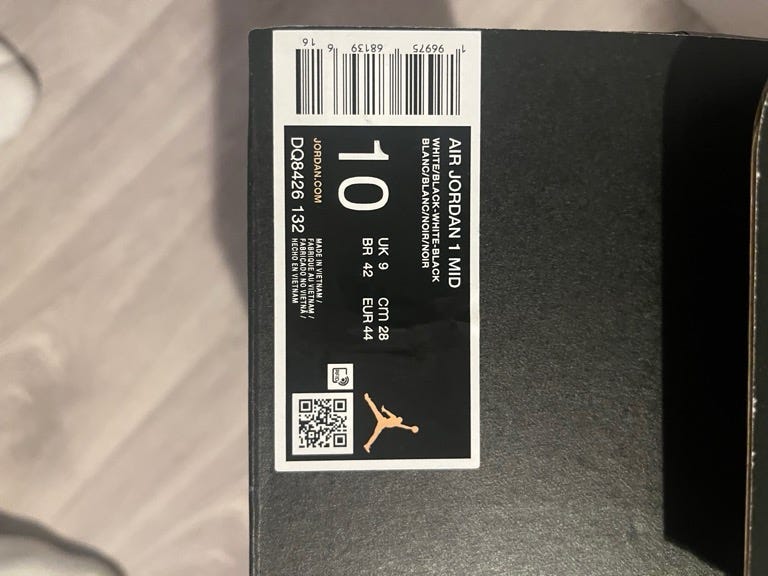 AIR JORDAN 1 MID
WHITE/BLACK-WHITE-BLACK
BLANC/BLANC/NOIR/NOIR
10
UK 9 CM 28
BR 42 EUR 44
JORDAN.COM
DQ8426 132
MADE IN VIETNAM /
FABRIQUE AU VIETNAM /
FABRICADO NO VIETNÃ /
HECHO EN VIETNAM
1 96975 68139 6 16